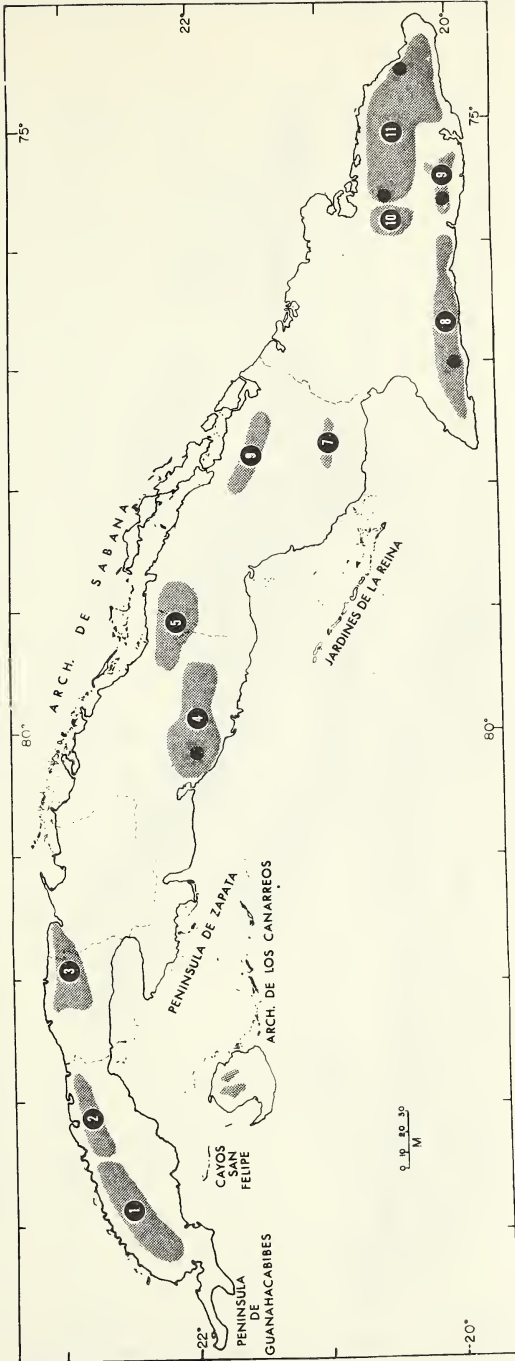 80°
75°
22°
ARCH. DE SABANA
3
2
1
5
4
9
7
11
10
9
8
20°
22°
PENINSULA DE ZAPATA
ARCH. DE LOS CANARREOS
CAYOS
SAN
FELIPE
PENINSULA
DE
GUANAHACABIBES
JARDINES DE LA REINA
0 10 20 30
M
20°
80°
75°